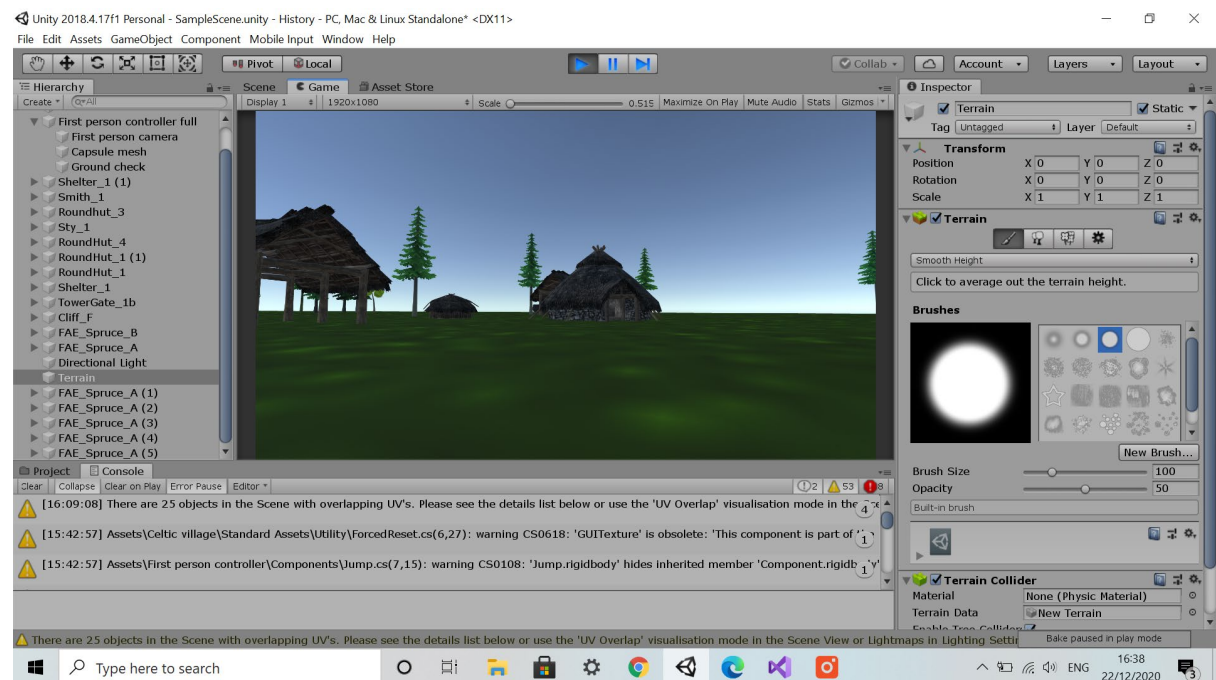 Unity 2018.4.17f1 Personal - SampleScene.unity - History - PC, Mac & Linux Standalone* <DX11>
File Edit Assets GameObject Component Mobile Input Window Help
Pivot Local Collab Account Layers Layout
Hierarchy Scene Game Asset Store Inspector
Create All Display 1 1920x1080 Scale 0.515 Maximize On Play Mute Audio Stats Gizmos
First person controller full
First person camera
Capsule mesh
Ground check
Shelter_1 (1)
Smith_1
Roundhut_3
Sty_1
RoundHut_4
RoundHut_1 (1)
RoundHut_1
Shelter_1
TowerGate_1b
Cliff_F
FAE_Spruce_B
FAE_Spruce_A
Directional Light
Terrain
FAE_Spruce_A (1)
FAE_Spruce_A (2)
FAE_Spruce_A (3)
FAE_Spruce_A (4)
FAE_Spruce_A (5)
Terrain Static
Tag Untagged Layer Default
Transform
Position X 0 Y 0 Z 0
Rotation X 0 Y 0 Z 0
Scale X 1 Y 1 Z 1
Terrain
Smooth Height
Click to average out the terrain height.
Brushes
New Brush...
Brush Size 100
Opacity 50
Built-in brush
Terrain Collider
Material None (Physic Material)
Terrain Data New Terrain
Enable Tree Colliders
Bake paused in play mode
Project Console
Clear Collapse Clear on Play Error Pause Editor 2 53 8
[16:09:08] There are 25 objects in the Scene with overlapping UV's. Please see the details list below or use the 'UV Overlap' visualisation mode in the 4
[15:42:57] Assets\Celtic village\Standard Assets\Utility\ForcedReset.cs(6,27): warning CS0618: 'GUITexture' is obsolete: 'This component is part of 1
[15:42:57] Assets\First person controller\Components\Jump.cs(7,15): warning CS0108: 'Jump.rigidbody' hides inherited member 'Component.rigidbody' 1
There are 25 objects in the Scene with overlapping UV's. Please see the details list below or use the 'UV Overlap' visualisation mode in the Scene View or Lightmaps in Lighting
Type here to search
ENG
16:38
22/12/2020
3